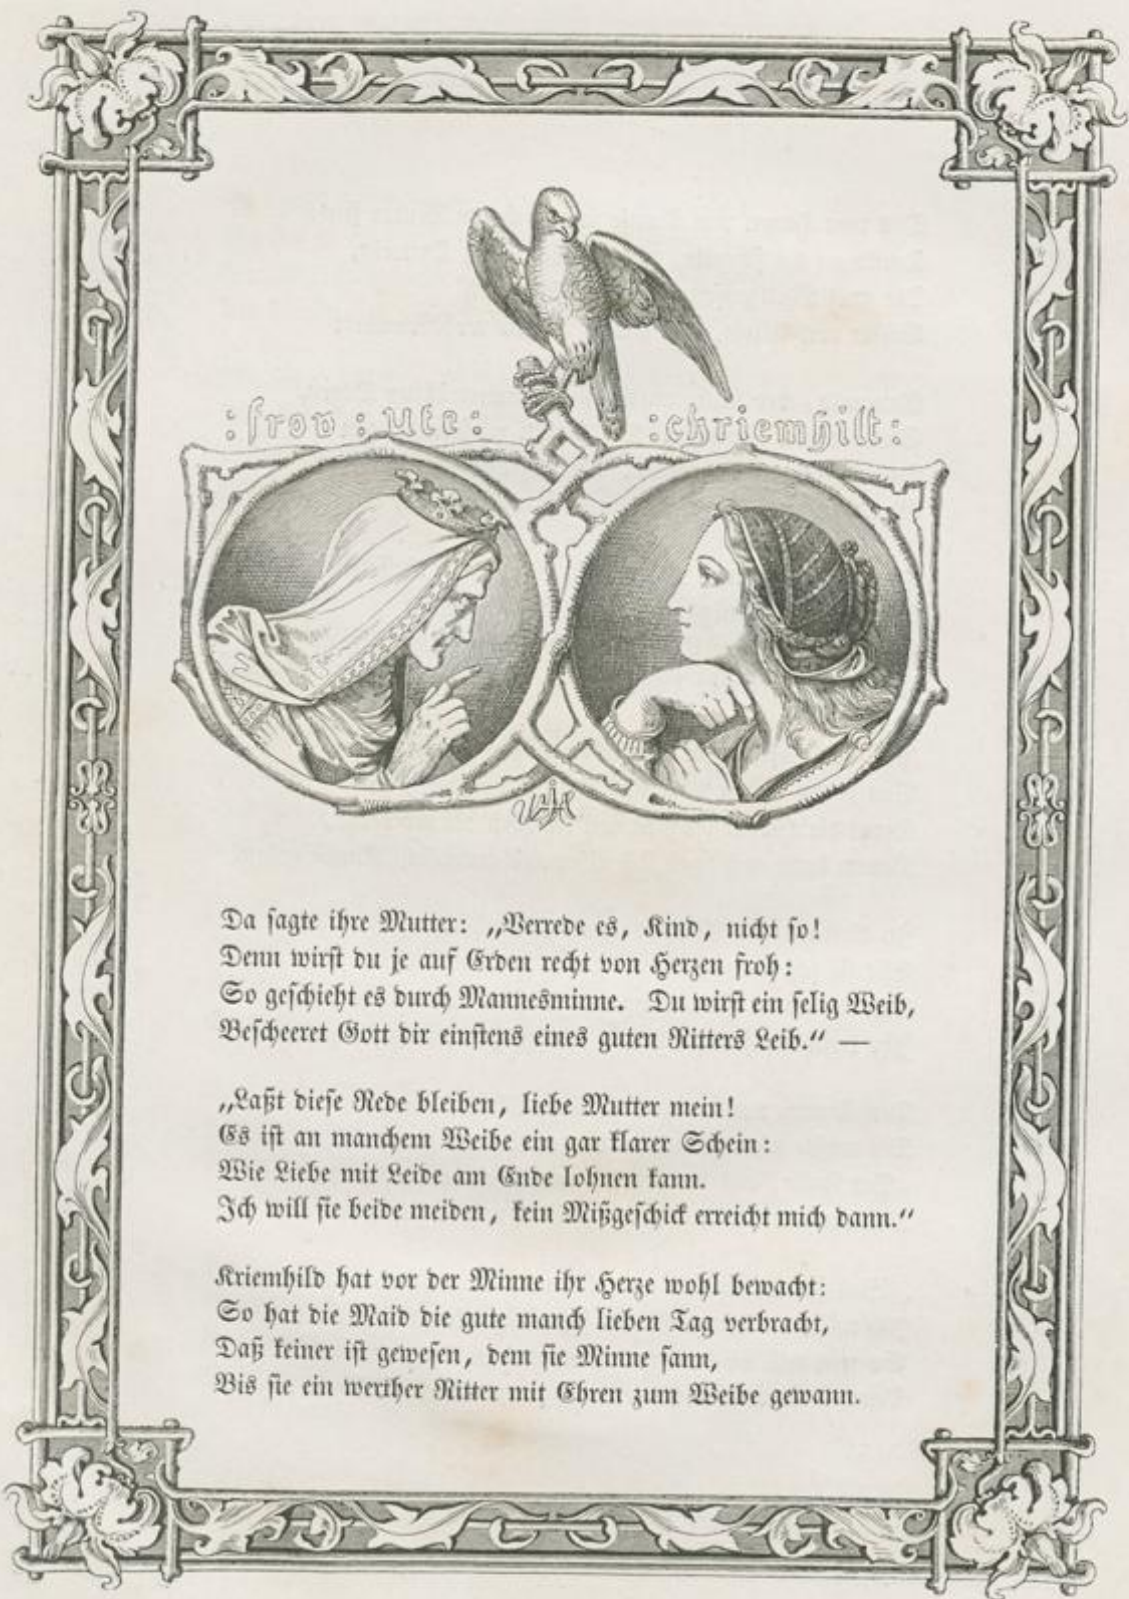 :frov : ute:
:chriemhilt:
Da sagte ihre Mutter: „Verrede es, Kind, nicht so!
Denn wirst du je auf Erden recht von Herzen froh:
So geschieht es durch Mannesminne. Du wirst ein selig Weib,
Bescheeret Gott dir einstens eines guten Ritters Leib.“ —
„Laßt diese Rede bleiben, liebe Mutter mein!
Es ist an manchem Weibe ein gar klarer Schein:
Wie Liebe mit Leide am Ende lohnen kann.
Ich will sie beide meiden, kein Mißgeschick erreicht mich dann.“
Kriemhild hat vor der Minne ihr Herze wohl bewacht:
So hat die Maid die gute manch lieben Tag verbracht,
Daß keiner ist gewesen, dem sie Minne sann,
Bis sie ein werther Ritter mit Ehren zum Weibe gewann.